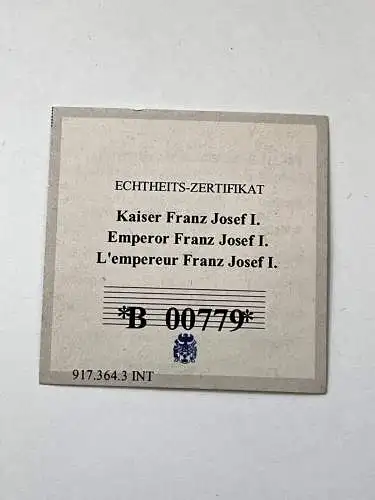 ECHTHEITS-ZERTIFIKAT
Kaiser Franz Josef I.
Emperor Franz Josef I.
L'empereur Franz Josef I.
*B 00779*
917.364.3 INT